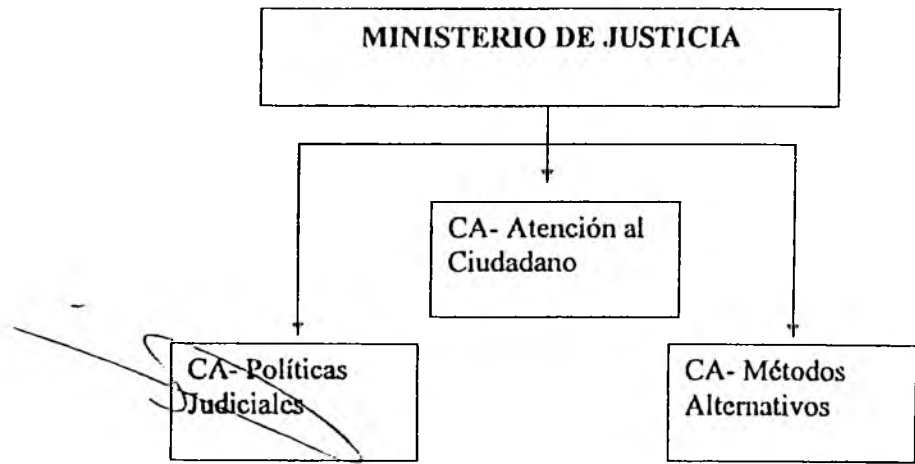 MINISTERIO DE JUSTICIA
CA- Atención al
Ciudadano
CA- Políticas
Judiciales
CA- Métodos
Alternativos